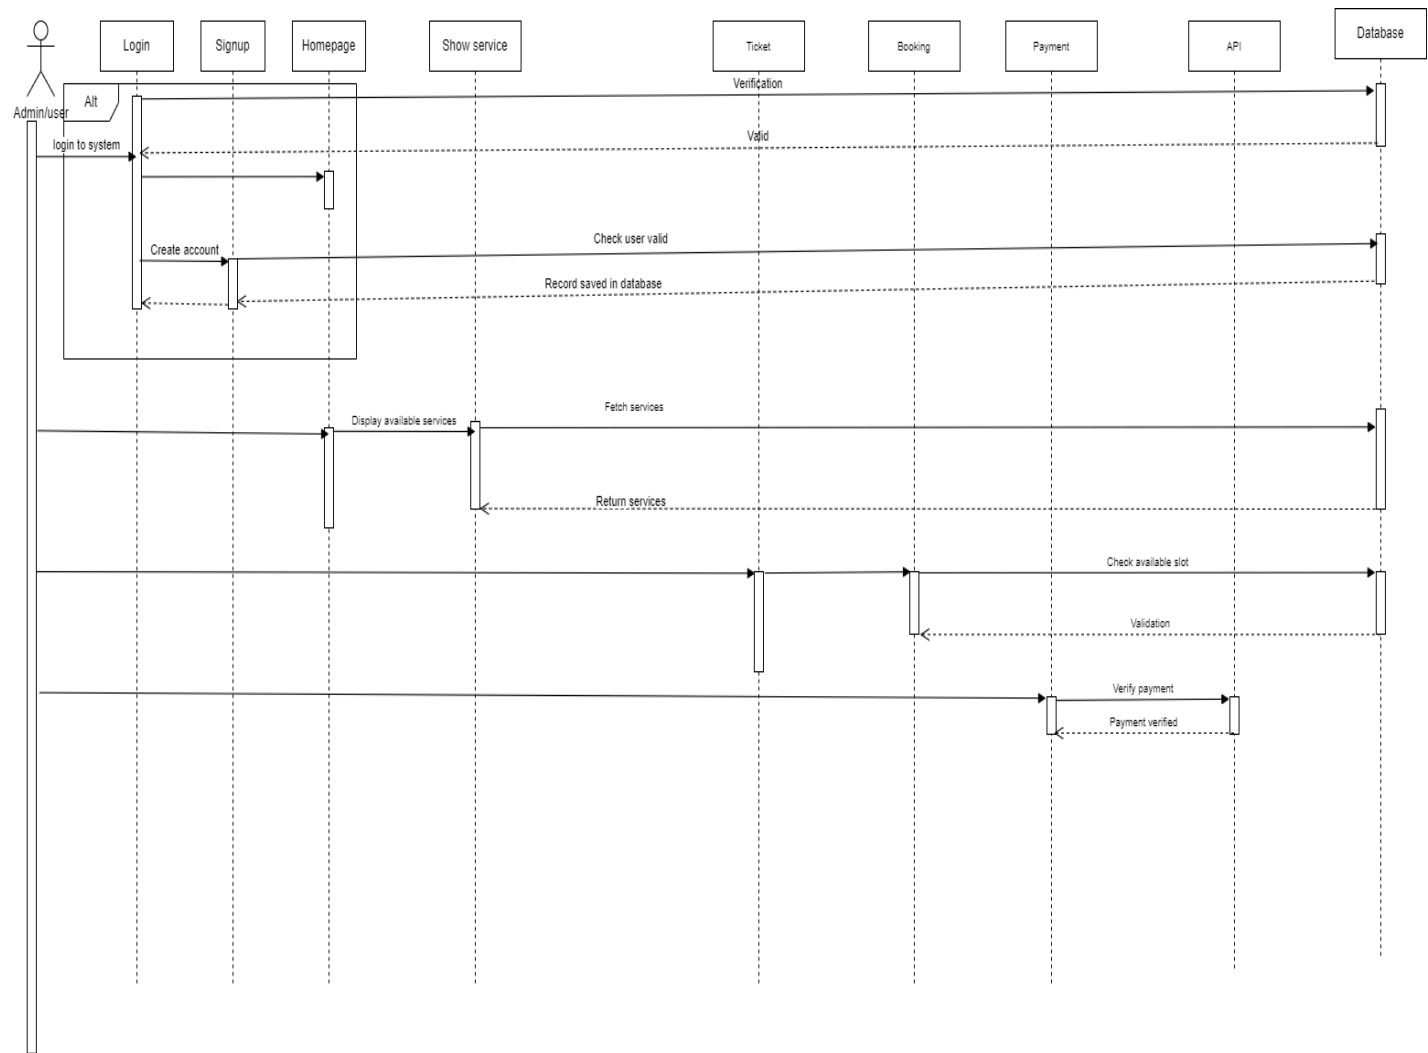 Login
Signup
Homepage
Show service
Ticket
Booking
Payment
API
Database
Admin/user
Alt
Verification
login to system
Valid
Create account
Check user valid
Record saved in database
Display available services
Fetch services
Return services
Check available slot
Validation
Verify payment
Payment verified